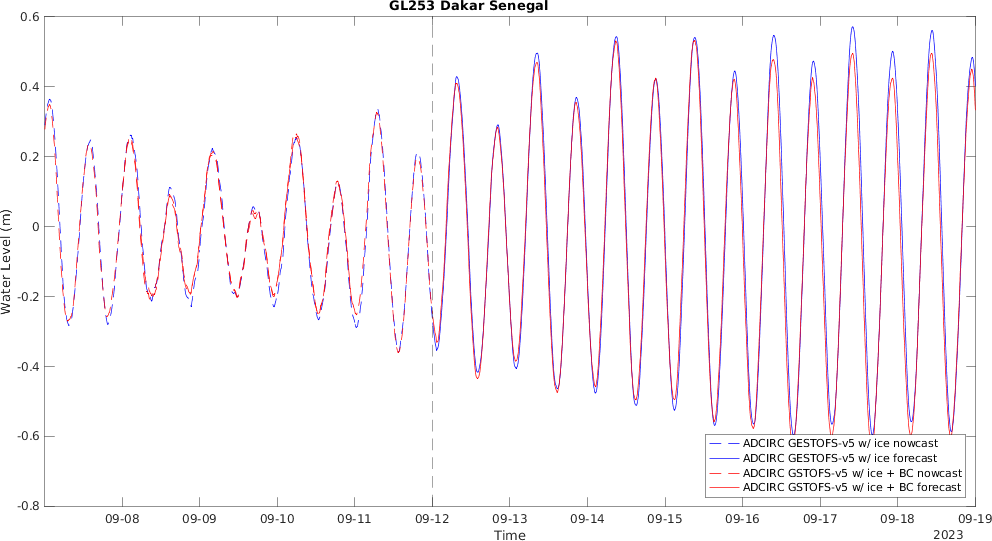 GL253 Dakar Senegal
0.6
0.4
0.2
0
-0.2
-0.4
-0.6
-0.8
Water Level (m)
ADCIRC GESTOFS-v5 w/ ice nowcast
ADCIRC GESTOFS-v5 w/ ice forecast
ADCIRC GSTOFS-v5 w/ ice + BC nowcast
ADCIRC GSTOFS-v5 w/ ice + BC forecast
09-08 09-09 09-10 09-11 09-12 09-13 09-14 09-15 09-16 09-17 09-18 09-19
Time
2023